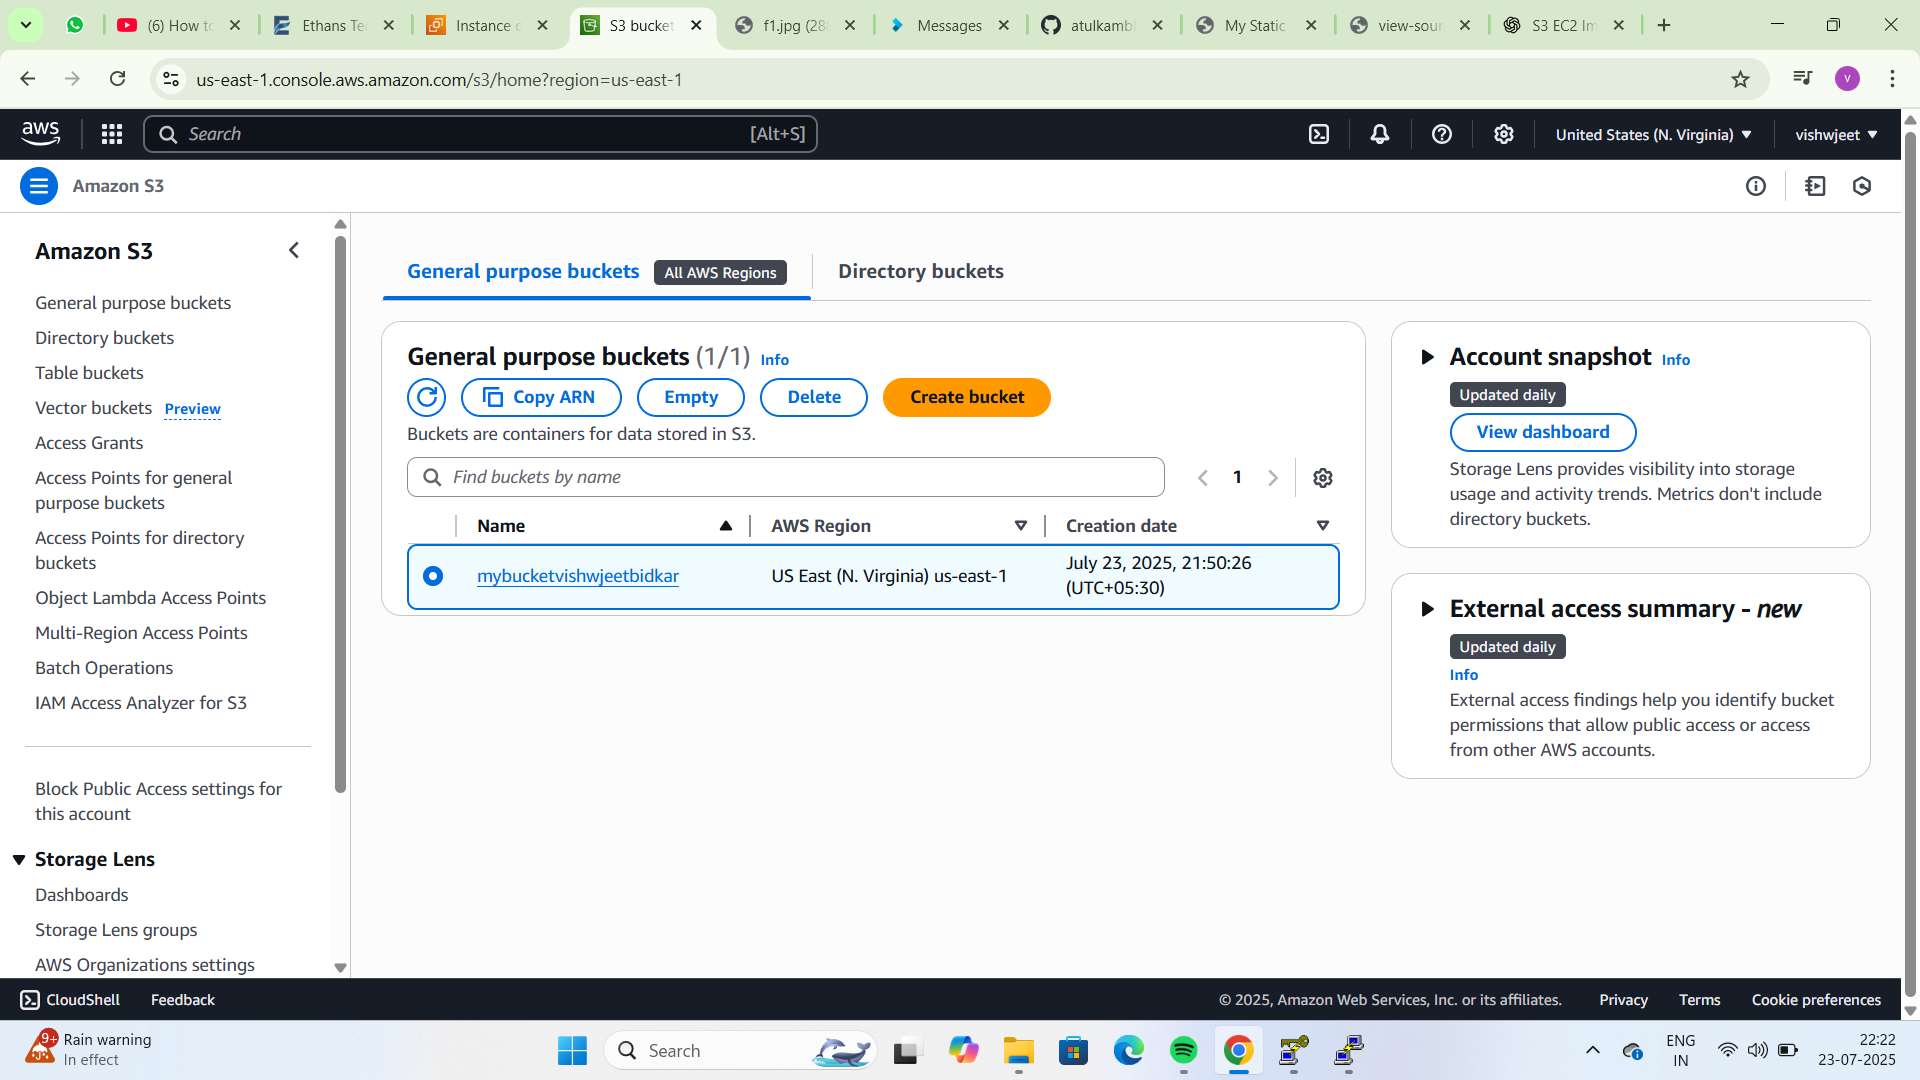 (6) How to
Ethans Te
Instance
S3 bucket
f1.jpg (28
Messages
atulkambl
My Static
view-sour
S3 EC2 Im
us-east-1.console.aws.amazon.com/s3/home?region=us-east-1
V
aws
Search
[Alt+S]
United States (N. Virginia)
vishwjeet
Amazon S3
Amazon S3
General purpose buckets
Directory buckets
Table buckets
Vector buckets Preview
Access Grants
Access Points for general
purpose buckets
Access Points for directory
buckets
Object Lambda Access Points
Multi-Region Access Points
Batch Operations
IAM Access Analyzer for S3
Block Public Access settings for
this account
Storage Lens
Dashboards
Storage Lens groups
AWS Organizations settings
General purpose buckets All AWS Regions
Directory buckets
General purpose buckets (1/1) Info
Copy ARN
Empty
Delete
Create bucket
Buckets are containers for data stored in S3.
Find buckets by name
1
Name
AWS Region
Creation date
mybucketvishwjeetbidkar
US East (N. Virginia) us-east-1
July 23, 2025, 21:50:26
(UTC+05:30)
Account snapshot Info
Updated daily
View dashboard
Storage Lens provides visibility into storage
usage and activity trends. Metrics don't include
directory buckets.
External access summary - new
Updated daily
Info
External access findings help you identify bucket
permissions that allow public access or access
from other AWS accounts.
CloudShell
Feedback
© 2025, Amazon Web Services, Inc. or its affiliates.
Privacy
Terms
Cookie preferences
9+
Rain warning
In effect
Search
ENG
IN
22:22
23-07-2025